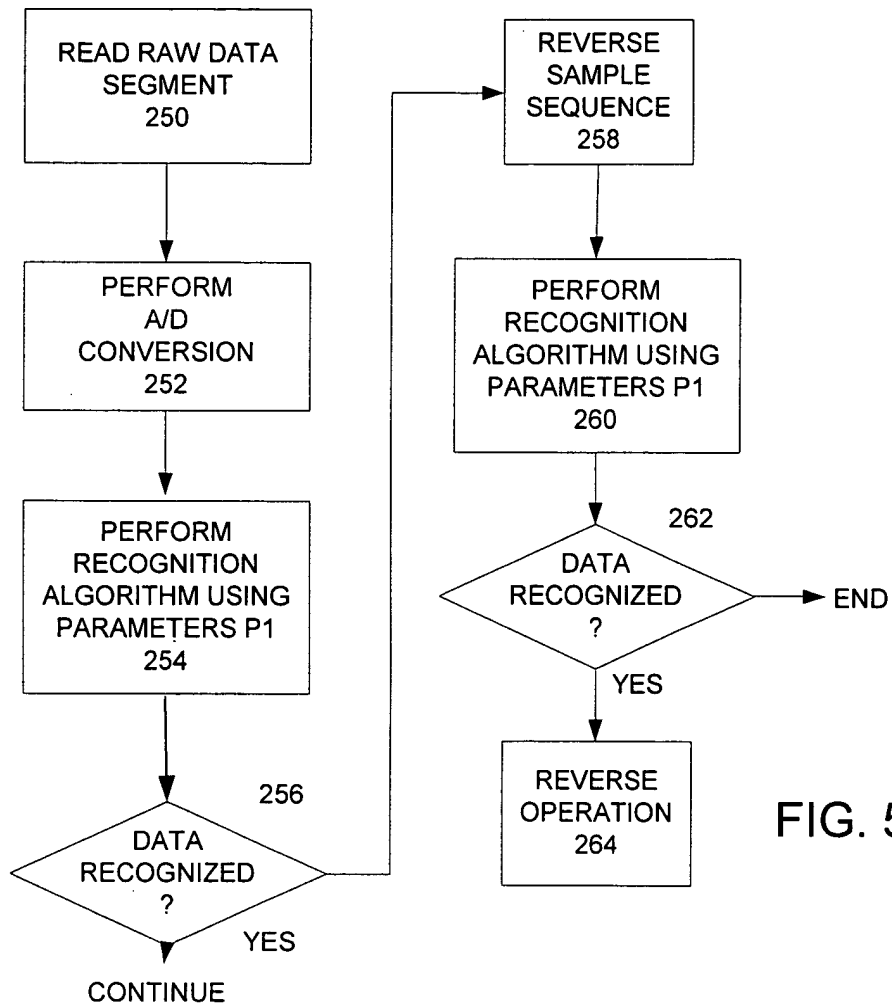 READ RAW DATA
SEGMENT
250
PERFORM
A/D
CONVERSION
252
PERFORM
RECOGNITION
ALGORITHM USING
PARAMETERS P1
254
256
DATA
RECOGNIZED
?
YES
CONTINUE
REVERSE
SAMPLE
SEQUENCE
258
PERFORM
RECOGNITION
ALGORITHM USING
PARAMETERS P1
260
262
DATA
RECOGNIZED
?
END
YES
REVERSE
OPERATION
264
FIG. 5